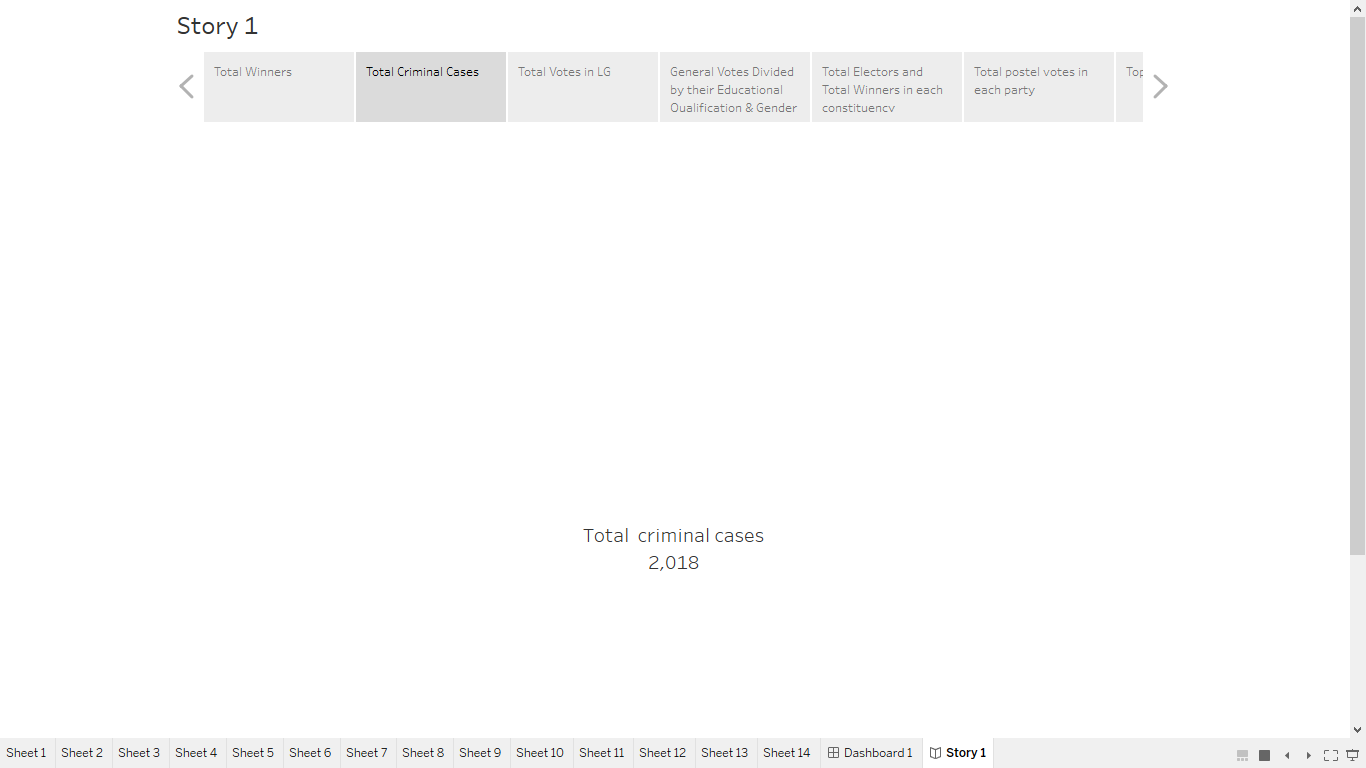 Story 1
Total Winners
Total Criminal Cases
Total Votes in LG
General Votes Divided
by their Educational
Qualification & Gender
Total Electors and
Total Winners in each
constituency
Total postel votes in
each party
Total criminal cases
2,018
Sheet 1
Sheet 2
Sheet 3
Sheet 4
Sheet 5
Sheet 6
Sheet 7
Sheet 8
Sheet 9
Sheet 10
Sheet 11
Sheet 12
Sheet 13
Sheet 14
Dashboard 1
Story 1